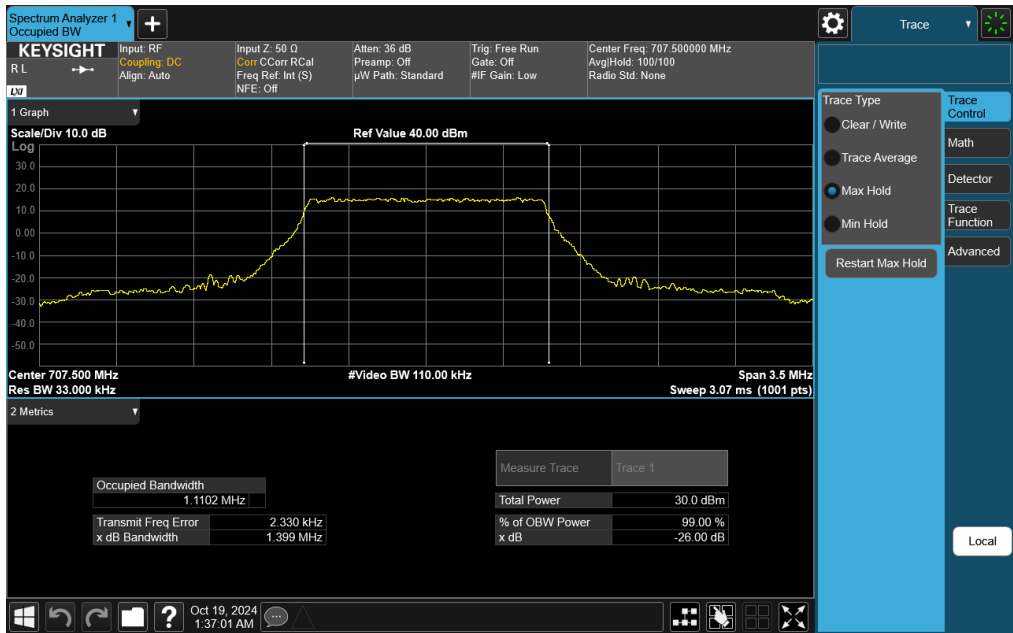 Spectrum Analyzer 1
Occupied BW
Trace
KEYSIGHT
R L
LXI
Input: RF
Coupling: DC
Align: Auto
Input Z: 50 Ω
Corr CCorr RCal
Freq Ref: Int (S)
NFE: Off
Atten: 36 dB
Preamp: Off
µW Path: Standard
Trig: Free Run
Gate: Off
#IF Gain: Low
Center Freq: 707.500000 MHz
Avg|Hold: 100/100
Radio Std: None
1 Graph
Scale/Div 10.0 dB
Ref Value 40.00 dBm
Log
30.0
20.0
10.0
0.00
-10.0
-20.0
-30.0
-40.0
-50.0
Center 707.500 MHz
#Video BW 110.00 kHz
Span 3.5 MHz
Res BW 33.000 kHz
Sweep 3.07 ms (1001 pts)
2 Metrics
Measure Trace
Trace 1
Occupied Bandwidth
1.1102 MHz
Total Power
30.0 dBm
Transmit Freq Error
2.330 kHz
% of OBW Power
99.00 %
x dB Bandwidth
1.399 MHz
x dB
-26.00 dB
Trace Type
Clear / Write
Trace Average
Max Hold
Min Hold
Restart Max Hold
Trace
Control
Math
Detector
Trace
Function
Advanced
Local
?
Oct 19, 2024
1:37:01 AM